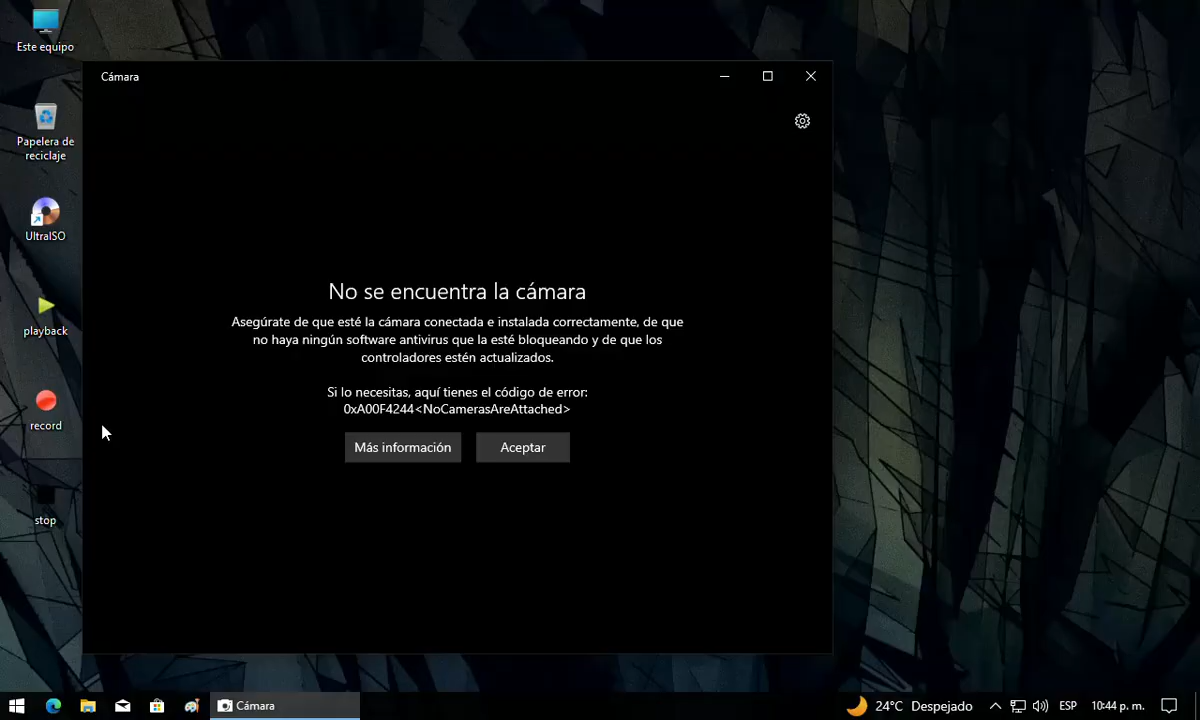 Este equipo
Papelera de
reciclaje
UltraISO
playback
record
stop
Cámara
No se encuentra la cámara
Asegúrate de que esté la cámara conectada e instalada correctamente, de que
no haya ningún software antivirus que la esté bloqueando y de que los
controladores estén actualizados.
Si lo necesitas, aquí tienes el código de error:
0xA00F4244<NoCamerasAreAttached>
Más información
Aceptar
Cámara
24°C Despejado
ESP
10:44 p. m.